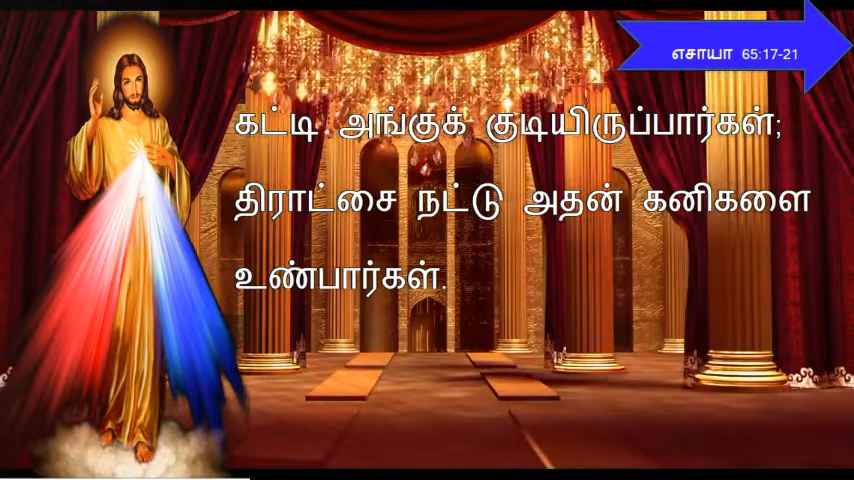 எசாயா 65:17-21
கட்டி அங்குக் குடியிருப்பார்கள்;
திராட்சை நட்டு அதன் கனிகளை
உண்பார்கள்.